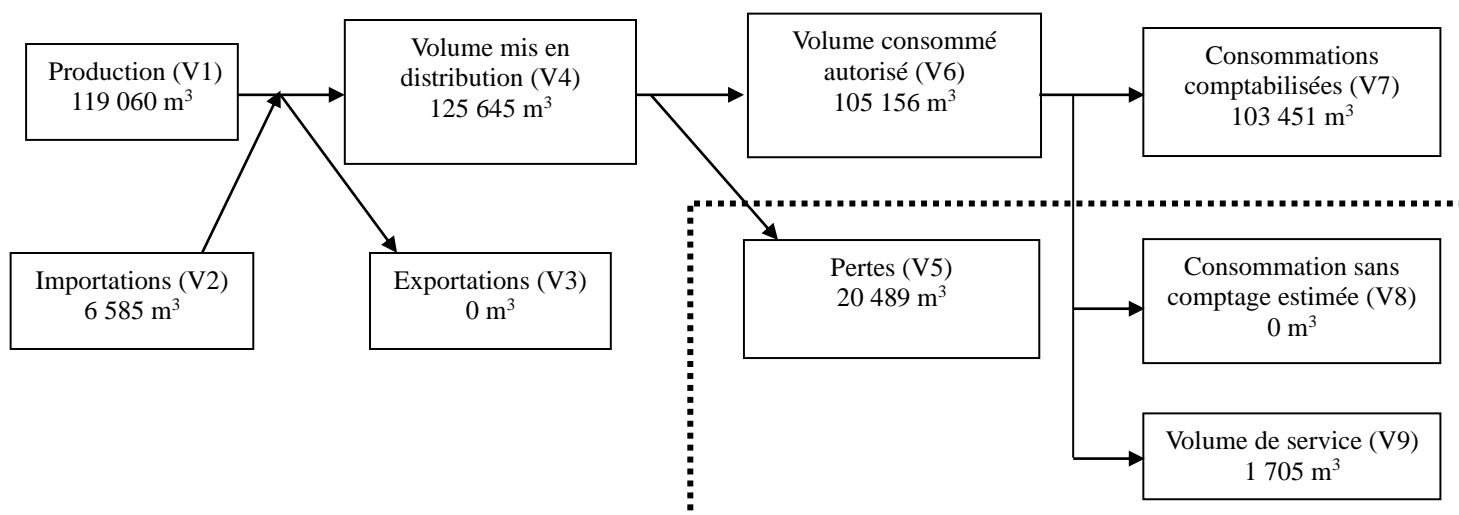 Production (V1)
119 060 m³
Volume mis en
distribution (V4)
125 645 m³
Volume consommé
autorisé (V6)
105 156 m³
Consommations
comptabilisées (V7)
103 451 m³
Importations (V2)
6 585 m³
Exportations (V3)
0 m³
Pertes (V5)
20 489 m³
Consommation sans
comptage estimée (V8)
0 m³
Volume de service (V9)
1 705 m³